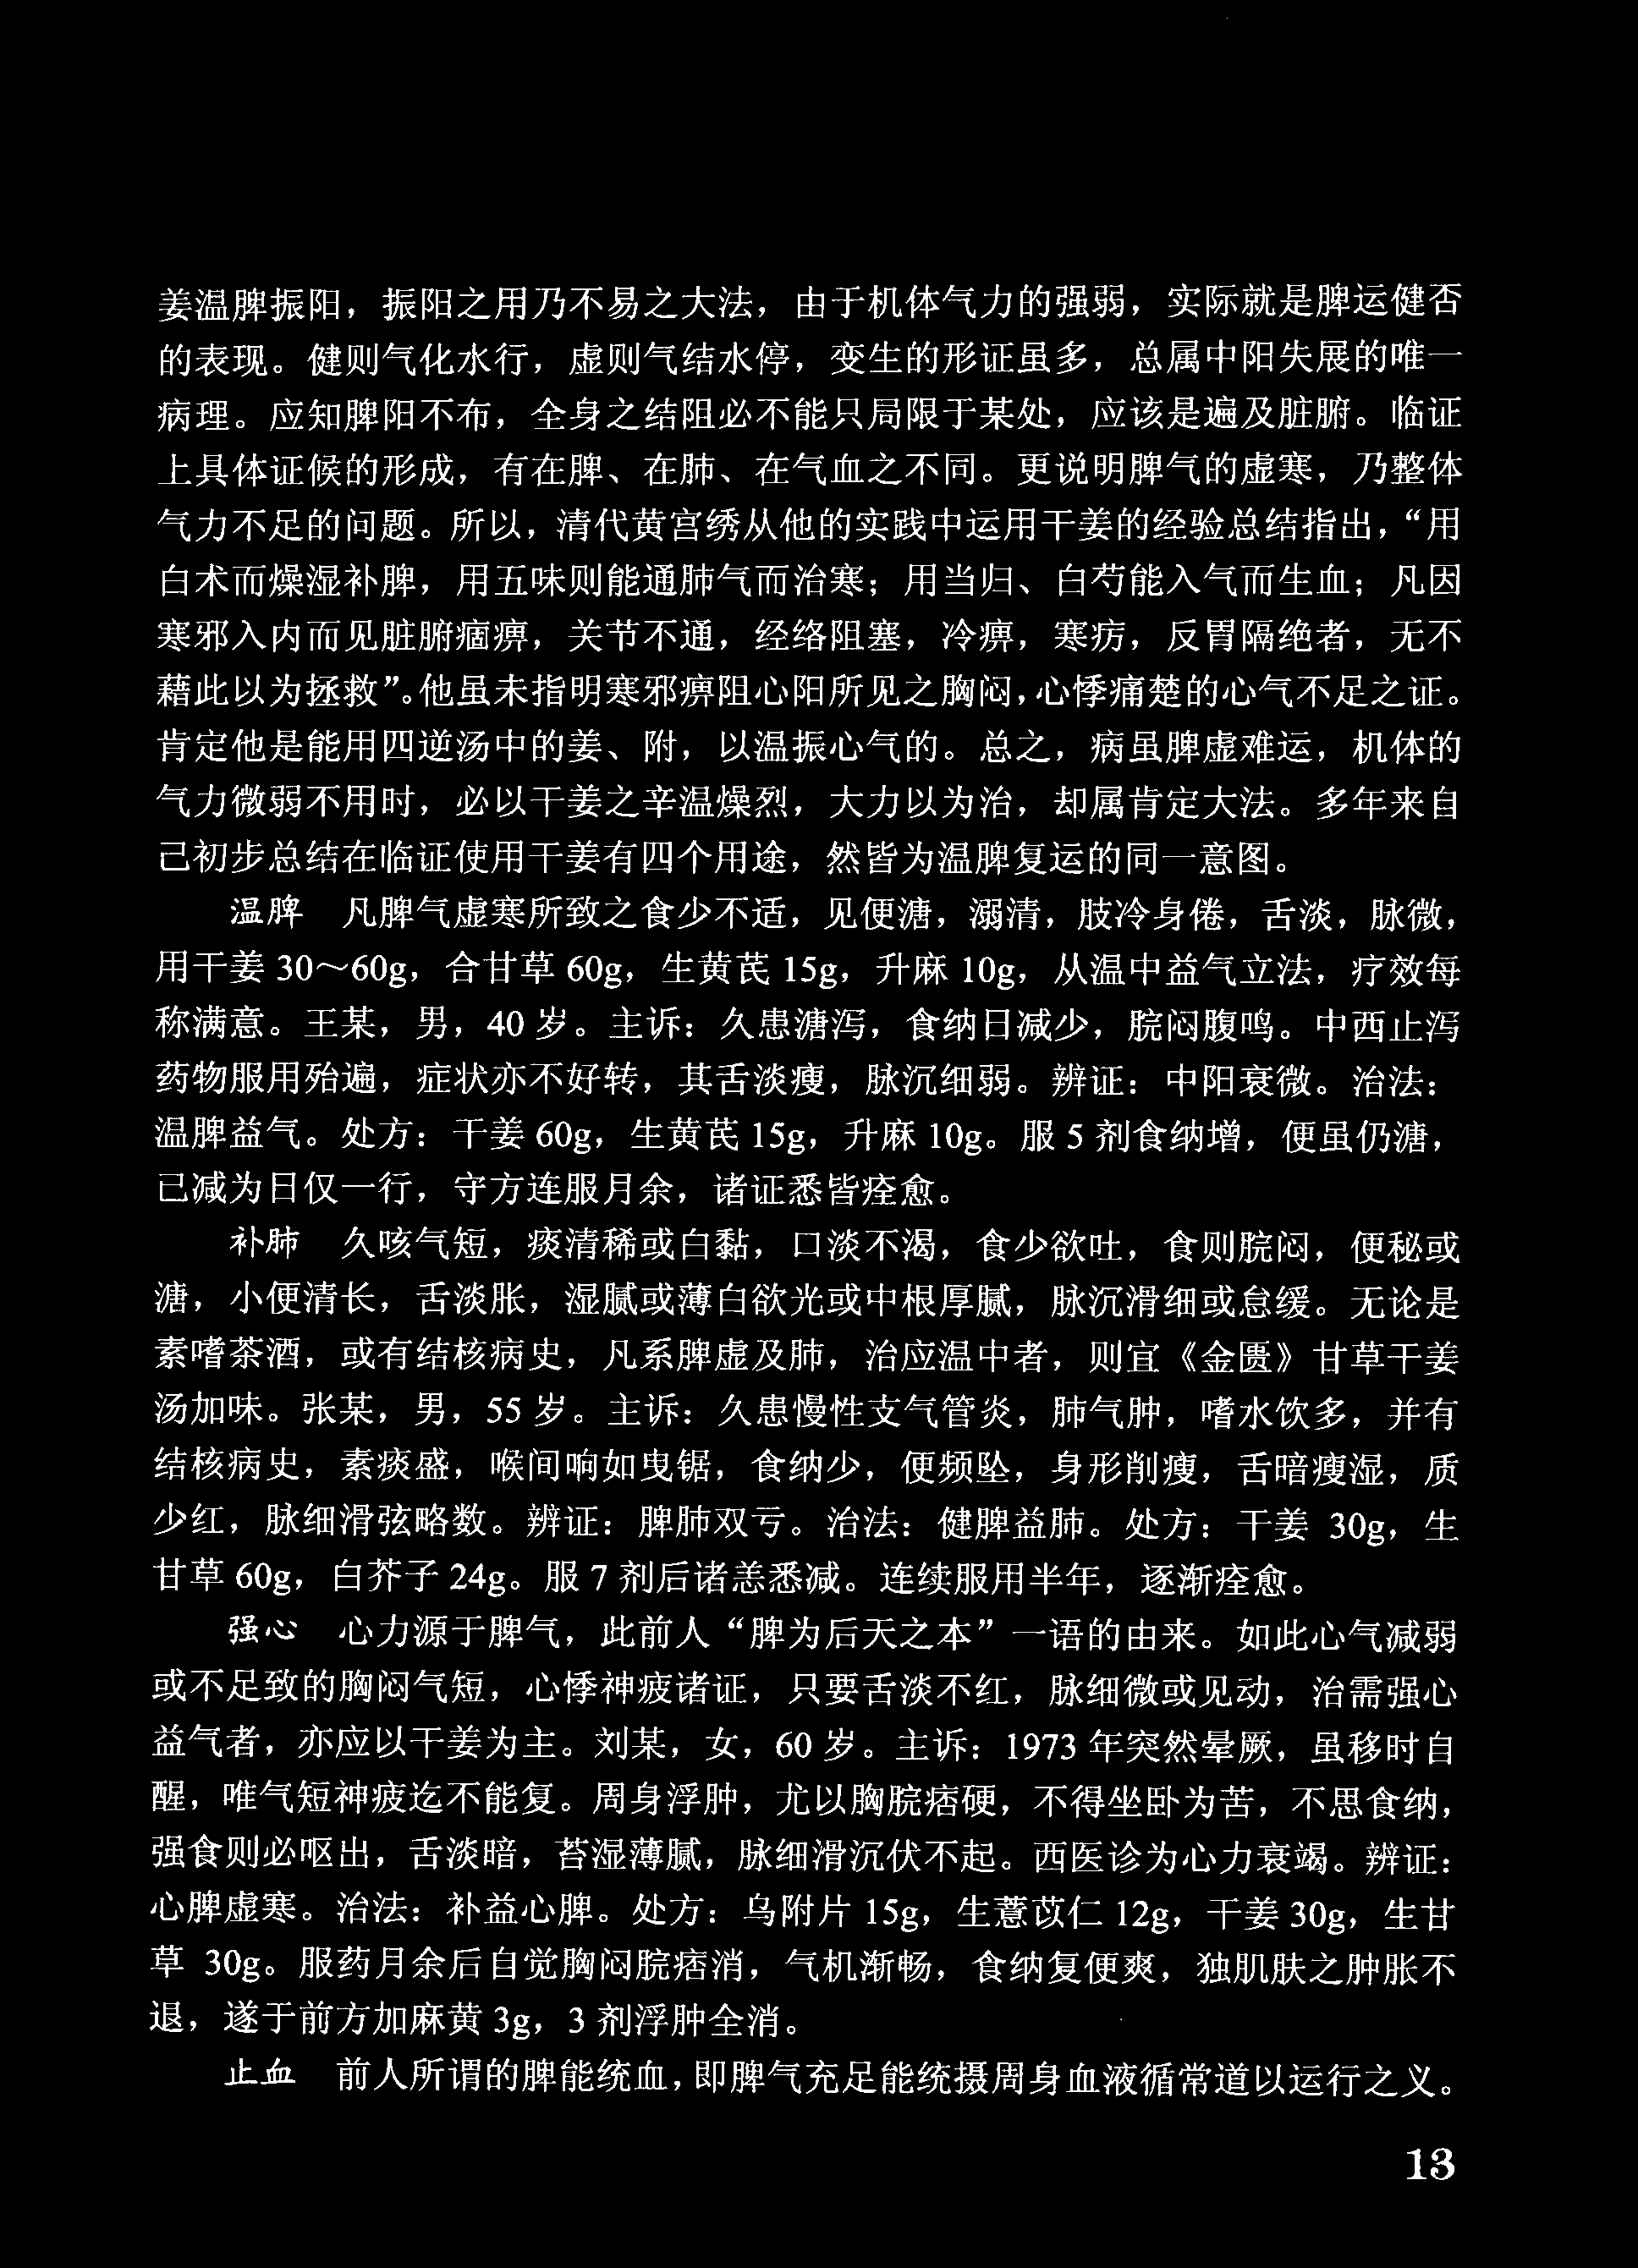 姜温脾振阳，振阳之用乃不易之大法，由于机体气力的强弱，实际就是脾运健否
的表现。健则气化水行，虚则气结水停，变生的形证虽多，总属中阳失展的唯一
病理。应知脾阳不布，全身之结阻必不能只局限于某处，应该是遍及脏腑。临证
上具体证候的形成，有在脾、在肺、在气血之不同。更说明脾气的虚寒，乃整体
气力不足的问题。所以，清代黄宫绣从他的实践中运用干姜的经验总结指出，“用
白术而燥湿补脾，用五味则能通肺气而治寒；用当归、白芍能入气而生血；凡因
寒邪入内而见脏腑痼痹，关节不通，经络阻塞，冷痹，寒疠，反胃隔绝者，无不
藉此以为拯救”。他虽未指明寒邪痹阻心阳所见之胸闷，心悸痛楚的心气不足之证。
肯定他是能用四逆汤中的姜、附，以温振心气的。总之，病虽脾虚难运，机体的
气力微弱不用时，必以干姜之辛温燥烈，大力以为治，却属肯定大法。多年来自
己初步总结在临证使用干姜有四个用途，然皆为温脾复运的同一意图。
温脾　凡脾气虚寒所致之食少不适，见便溏，溺清，肢冷身倦，舌淡，脉微，
用干姜 30～60g，合甘草 60g，生黄芪 15g，升麻 10g，从温中益气立法，疗效每
称满意。王某，男，40 岁。主诉：久患溏泻，食纳日减少，脘闷腹鸣。中西止泻
药物服用殆遍，症状亦不好转，其舌淡瘦，脉沉细弱。辨证：中阳衰微。治法：
温脾益气。处方：干姜 60g，生黄芪 15g，升麻 10g。服 5 剂食纳增，便虽仍溏，
已减为日仅一行，守方连服月余，诸证悉皆痊愈。
补肺　久咳气短，痰清稀或白黏，口淡不渴，食少欲吐，食则脘闷，便秘或
溏，小便清长，舌淡胀，湿腻或薄白欲光或中根厚腻，脉沉滑细或怠缓。无论是
素嗜茶酒，或有结核病史，凡系脾虚及肺，治应温中者，则宜《金匮》甘草干姜
汤加味。张某，男，55 岁。主诉：久患慢性支气管炎，肺气肿，嗜水饮多，并有
结核病史，素痰盛，喉间响如曳锯，食纳少，便频坠，身形削瘦，舌暗瘦湿，质
少红，脉细滑弦略数。辨证：脾肺双亏。治法：健脾益肺。处方：干姜 30g，生
甘草 60g，白芥子 24g。服 7 剂后诸恙悉减。连续服用半年，逐渐痊愈。
强心　心力源于脾气，此前人“脾为后天之本”一语的由来。如此心气减弱
或不足致的胸闷气短，心悸神疲诸证，只要舌淡不红，脉细微或见动，治需强心
益气者，亦应以干姜为主。刘某，女，60 岁。主诉：1973 年突然晕厥，虽移时自
醒，唯气短神疲迄不能复。周身浮肿，尤以胸脘痞硬，不得坐卧为苦，不思食纳，
强食则必呕出，舌淡暗，苔湿薄腻，脉细滑沉伏不起。西医诊为心力衰竭。辨证：
心脾虚寒。治法：补益心脾。处方：乌附片 15g，生薏苡仁 12g，干姜 30g，生甘
草 30g。服药月余后自觉胸闷脘痞消，气机渐畅，食纳复便爽，独肌肤之肿胀不
退，遂于前方加麻黄 3g，3 剂浮肿全消。
止血　前人所谓的脾能统血，即脾气充足能统摄周身血液循常道以运行之义。
13